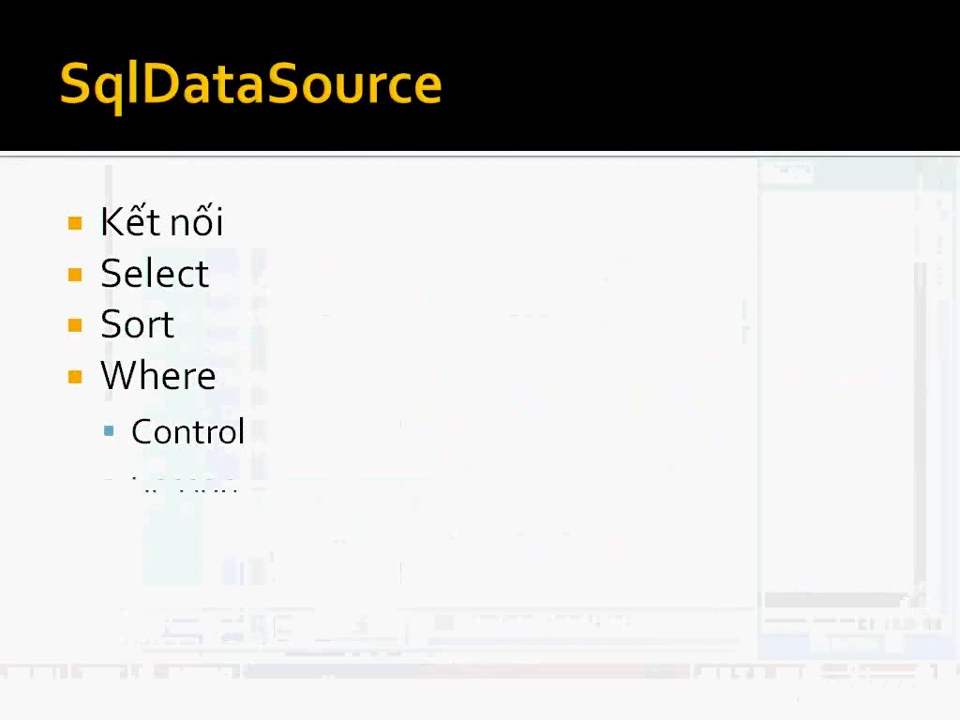 SqlDataSource
Kết nối
Select
Sort
Where
Control